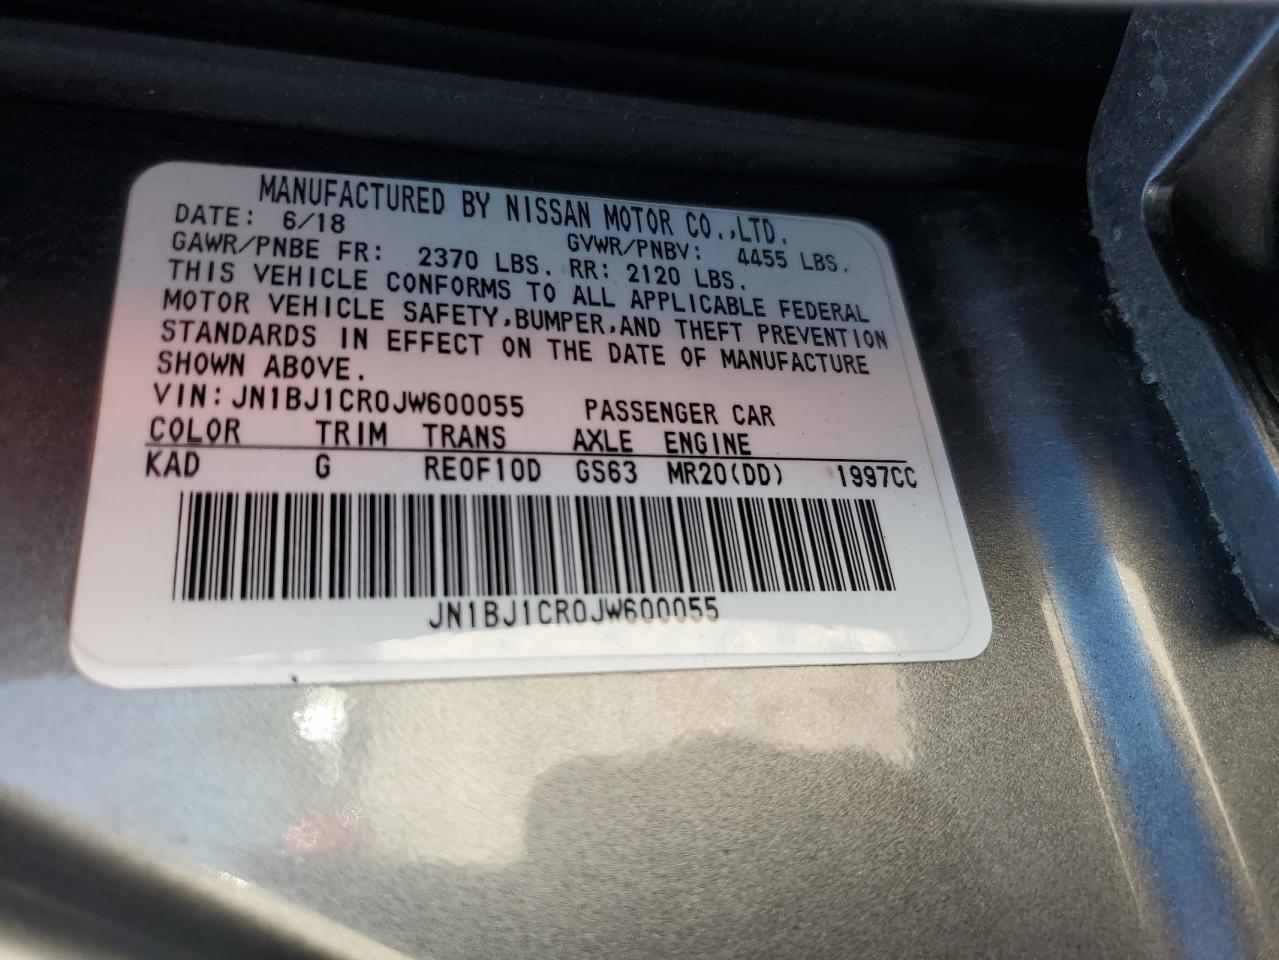 MANUFACTURED BY NISSAN MOTOR CO.,LTD.
DATE: 6/18 GVWR/PNBV: 4455 LBS.
GAWR/PNBE FR: 2370 LBS. RR: 2120 LBS.
THIS VEHICLE CONFORMS TO ALL APPLICABLE FEDERAL
MOTOR VEHICLE SAFETY,BUMPER,AND THEFT PREVENTION
STANDARDS IN EFFECT ON THE DATE OF MANUFACTURE
SHOWN ABOVE.
VIN: JN1BJ1CR0JW600055 PASSENGER CAR
COLOR TRIM TRANS AXLE ENGINE
KAD G RE0F10D GS63 MR20(DD) 1997CC
JN1BJ1CR0JW600055